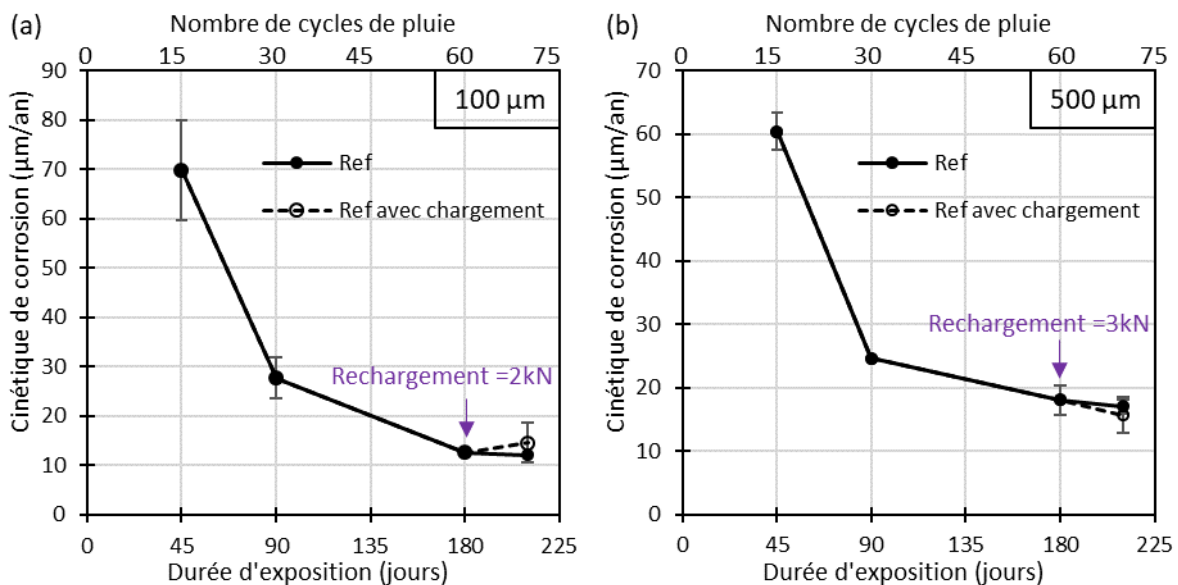 (a)
Nombre de cycles de pluie
0 15 30 45 60 75
90
80
70
60
50
40
30
20
10
0
Cinétique de corrosion (µm/an)
100 µm
Ref
Ref avec chargement
Rechargement =2kN
0 45 90 135 180 225
Durée d'exposition (jours)
(b)
Nombre de cycles de pluie
0 15 30 45 60 75
70
60
50
40
30
20
10
0
Cinétique de corrosion (µm/an)
500 µm
Ref
Ref avec chargement
Rechargement =3kN
0 45 90 135 180 225
Durée d'exposition (jours)